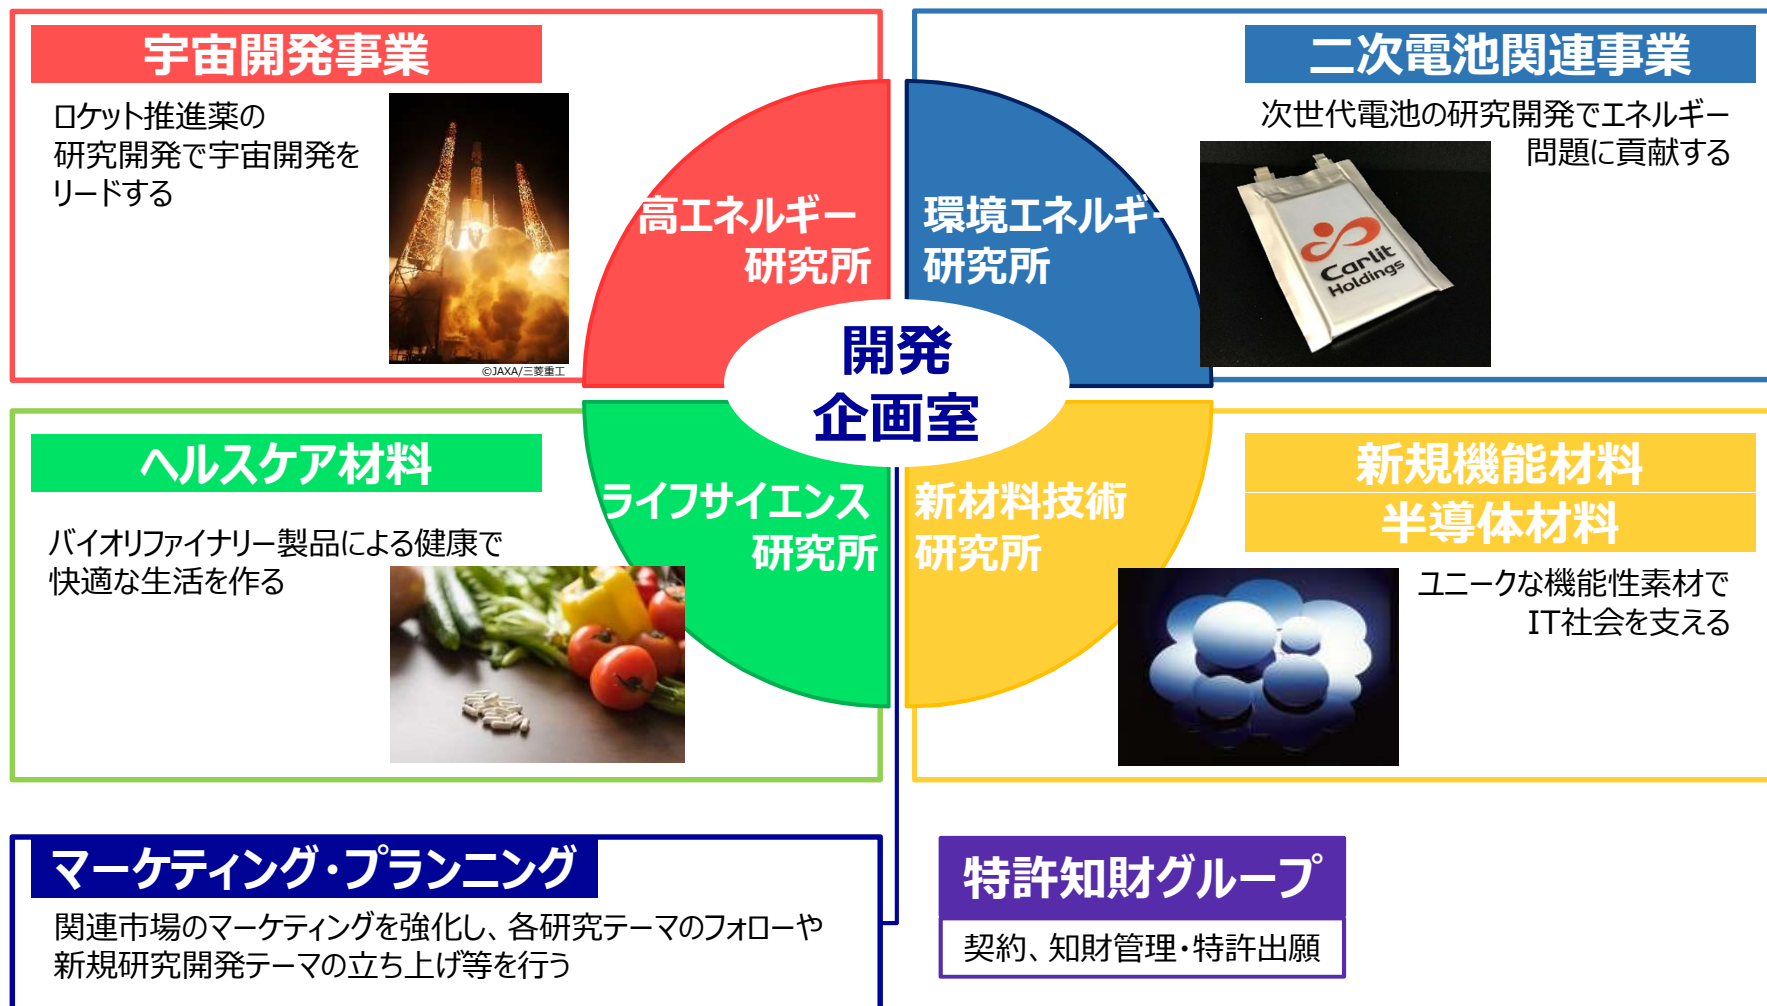 宇宙開発事業
ロケット推進薬の
研究開発で宇宙開発を
リードする
©JAXA/三菱重工
高エネルギー
研究所
二次電池関連事業
次世代電池の研究開発でエネルギー
問題に貢献する
Carlit
Holdings
環境エネルギー
研究所
開発
企画室
ヘルスケア材料
バイオリファイナリー製品による健康で
快適な生活を作る
ライフサイエンス
研究所
新規機能材料
半導体材料
ユニークな機能性素材で
IT社会を支える
新材料技術
研究所
マーケティング・プランニング
関連市場のマーケティングを強化し、各研究テーマのフォローや
新規研究開発テーマの立ち上げ等を行う
特許知財グループ
契約、知財管理・特許出願